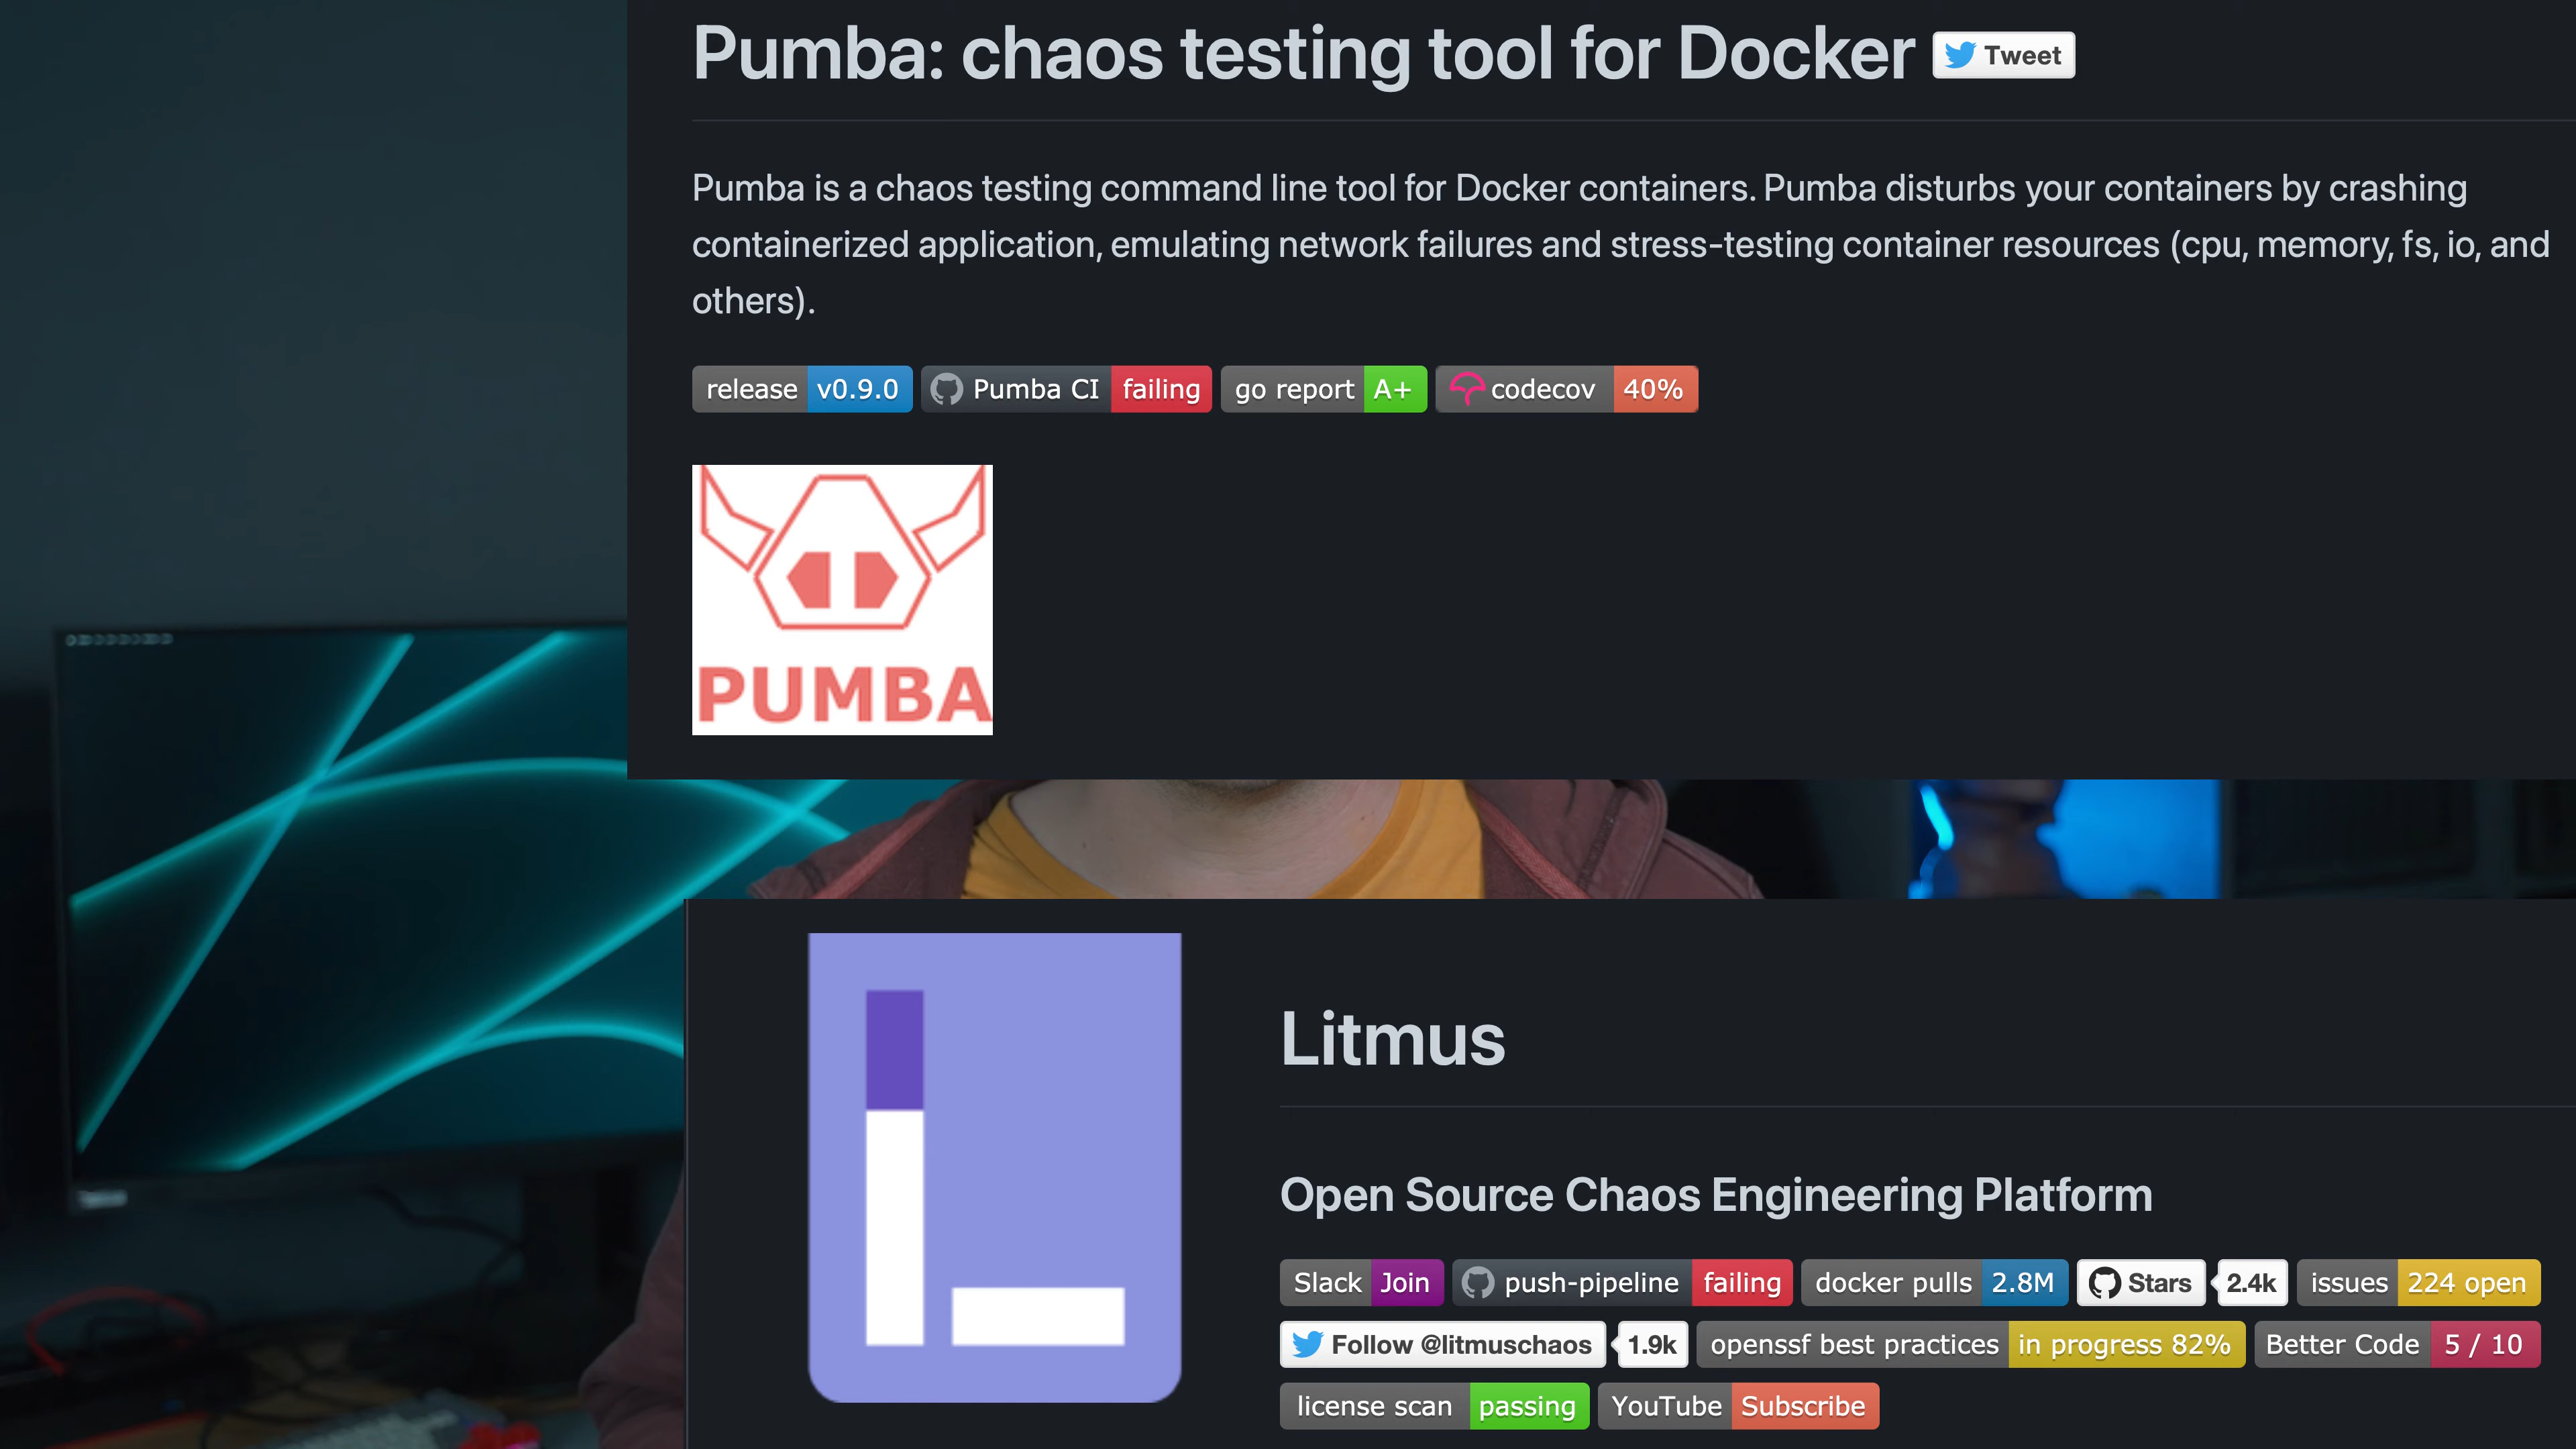 Pumba: chaos testing tool for Docker Tweet
Pumba is a chaos testing command line tool for Docker containers. Pumba disturbs your containers by crashing
containerized application, emulating network failures and stress-testing container resources (cpu, memory, fs, io, and
others).
release v0.9.0 Pumba CI failing go report A+ codecov 40%
PUMBA
Litmus
Open Source Chaos Engineering Platform
Slack Join push-pipeline failing docker pulls 2.8M Stars 2.4k issues 224 open
Follow @litmuschaos 1.9k openssf best practices in progress 82% Better Code 5 / 10
license scan passing YouTube Subscribe